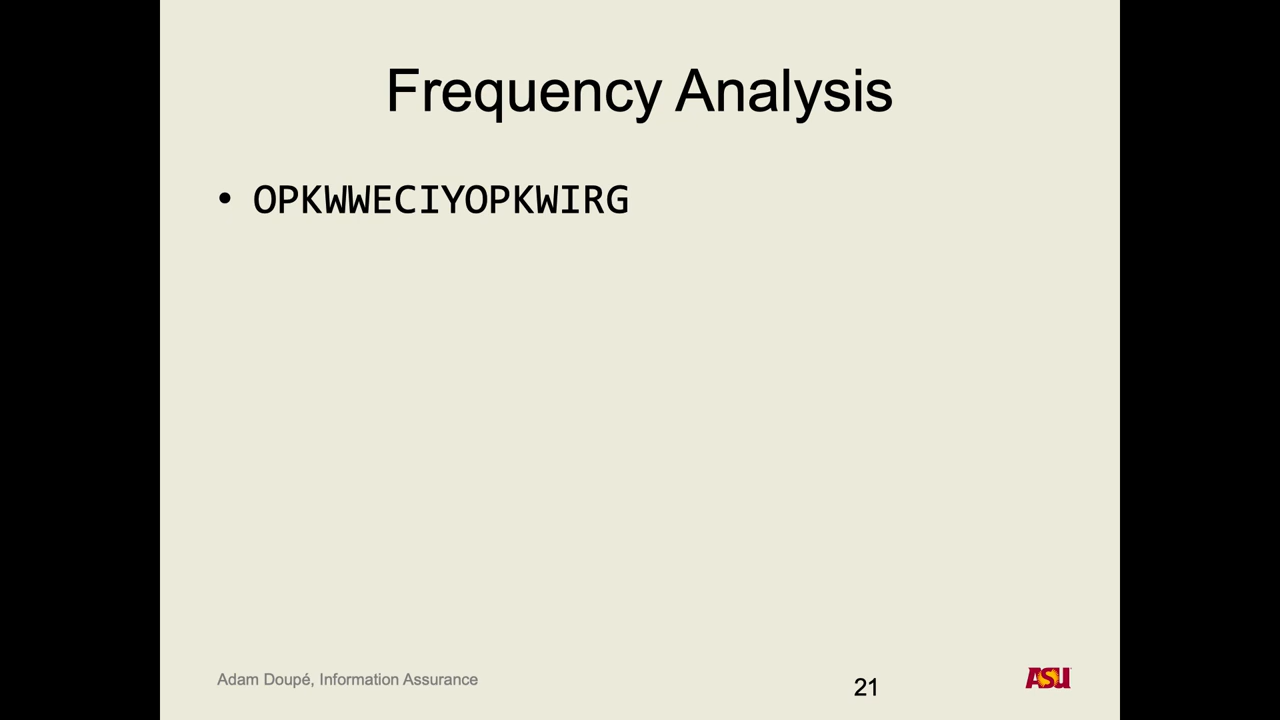 Frequency Analysis
• OPKWWECIYOPKWIRG
Adam Doupé, Information Assurance
21
ASU